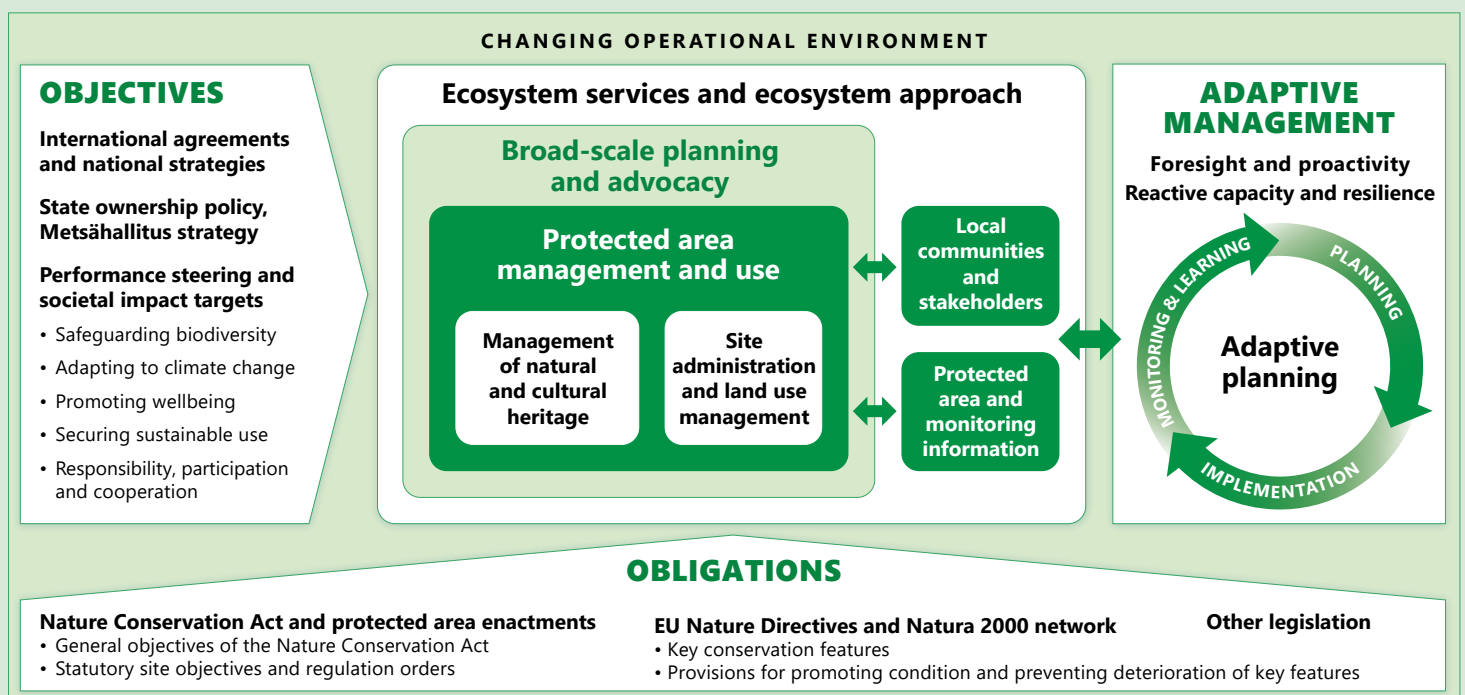 CHANGING OPERATIONAL ENVIRONMENT
OBJECTIVES
International agreements
and national strategies
State ownership policy,
Metsähallitus strategy
Performance steering and
societal impact targets
• Safeguarding biodiversity
• Adapting to climate change
• Promoting wellbeing
• Securing sustainable use
• Responsibility, participation
and cooperation
Ecosystem services and ecosystem approach
Broad-scale planning
and advocacy
Protected area
management and use
Management
of natural
and cultural
heritage
Site
administration
and land use
management
Local
communities
and
stakeholders
Protected
area and
monitoring
information
ADAPTIVE
MANAGEMENT
Foresight and proactivity
Reactive capacity and resilience
PLANNING
IMPLEMENTATION
MONITORING & LEARNING
Adaptive
planning
OBLIGATIONS
Nature Conservation Act and protected area enactments
• General objectives of the Nature Conservation Act
• Statutory site objectives and regulation orders
EU Nature Directives and Natura 2000 network
• Key conservation features
• Provisions for promoting condition and preventing deterioration of key features
Other legislation